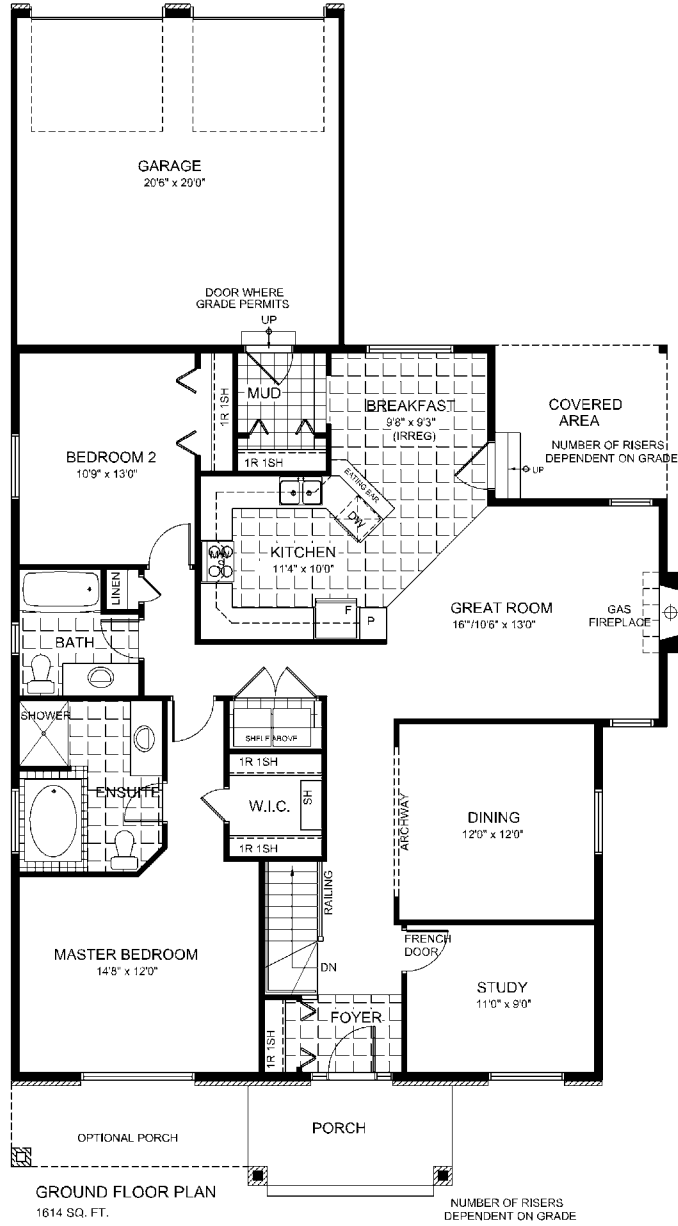 GARAGE
20'6" x 20'0"
DOOR WHERE
GRADE PERMITS
UP
MUD
1R 1SH
1R 1SH
BREAKFAST
9'8" x 9'3"
(IRREG)
COVERED
AREA
NUMBER OF RISERS
DEPENDENT ON GRADE
UP
BEDROOM 2
10'9" x 13'0"
EATING BAR
DW
KITCHEN
11'4" x 10'0"
F
P
LINEN
BATH
GREAT ROOM
16'"/10'6" x 13'0"
GAS
FIREPLACE
SHOWER
SHELF ABOVE
ENSUITE
1R 1SH
W.I.C.
SH
1R 1SH
ARCHWAY
DINING
12'0" x 12'0"
RAILING
DN
FRENCH
DOOR
MASTER BEDROOM
14'8" x 12'0"
STUDY
11'0" x 9'0"
FOYER
1R 1SH
OPTIONAL PORCH
PORCH
GROUND FLOOR PLAN
1614 SQ. FT.
NUMBER OF RISERS
DEPENDENT ON GRADE